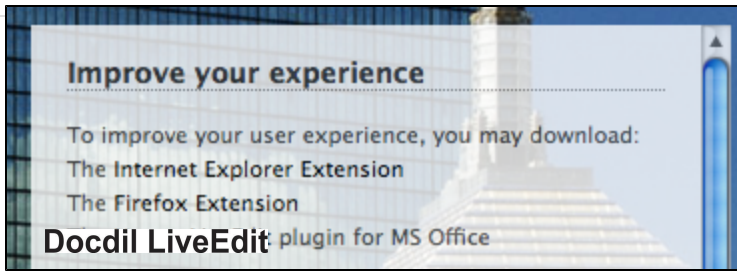 Improve your experience
To improve your user experience, you may download:
The Internet Explorer Extension
The Firefox Extension
Docdil LiveEdit plugin for MS Office